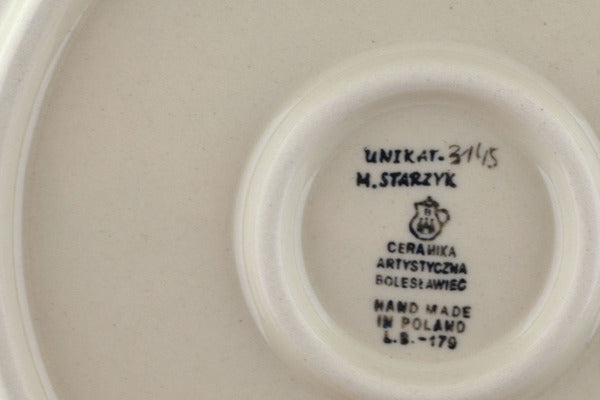 UNIKAT-3145
M.STARZYK
B
CERAMIKA
ARTYSTYCZNA
BOLESŁAWIEC
HAND MADE
IN POLAND
L.B.-179